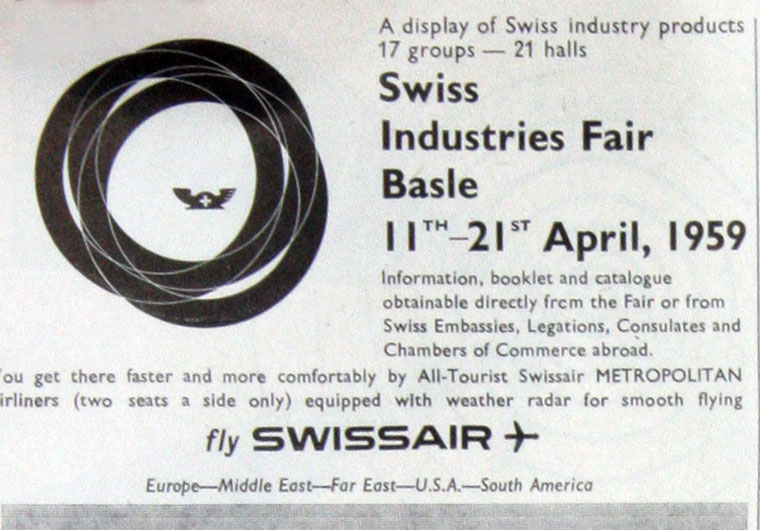 A display of Swiss industry products
17 groups — 21 halls
Swiss
Industries Fair
Basle
11TH–21ST April, 1959
Information, booklet and catalogue
obtainable directly frcm the Fair or from
Swiss Embassies, Legations, Consulates and
Chambers of Commerce abroad.
ou get there faster and more comfortably by All-Tourist Swissair METROPOLITAN
irliners (two seats a side only) equipped with weather radar for smooth flying
fly SWISSAIR
Europe—Middle East—Far East—U.S.A.—South America